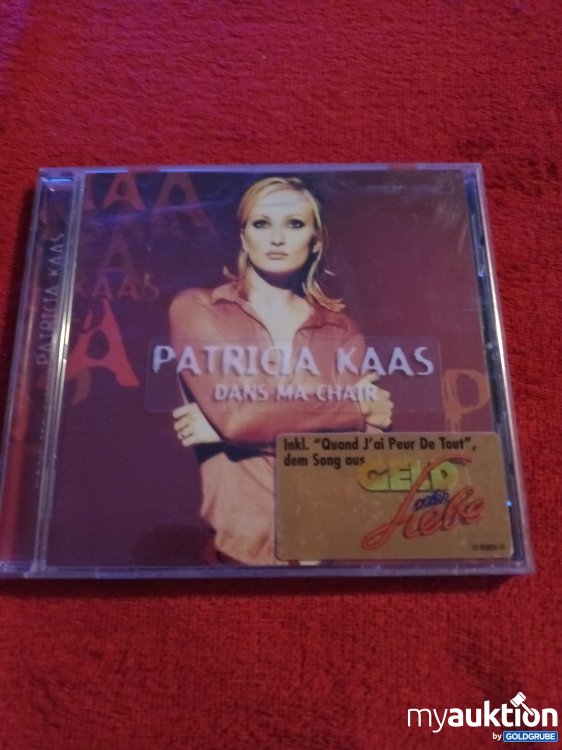 PATRICIA KAAS
KAAS
PATRICIA KAAS
DANS MA CHAIR
P
Inkl. "Quand J'ai Peur De Tout",
dem Song aus
GELD
oder
Liebe
myauktion
by GOLDGRUBE